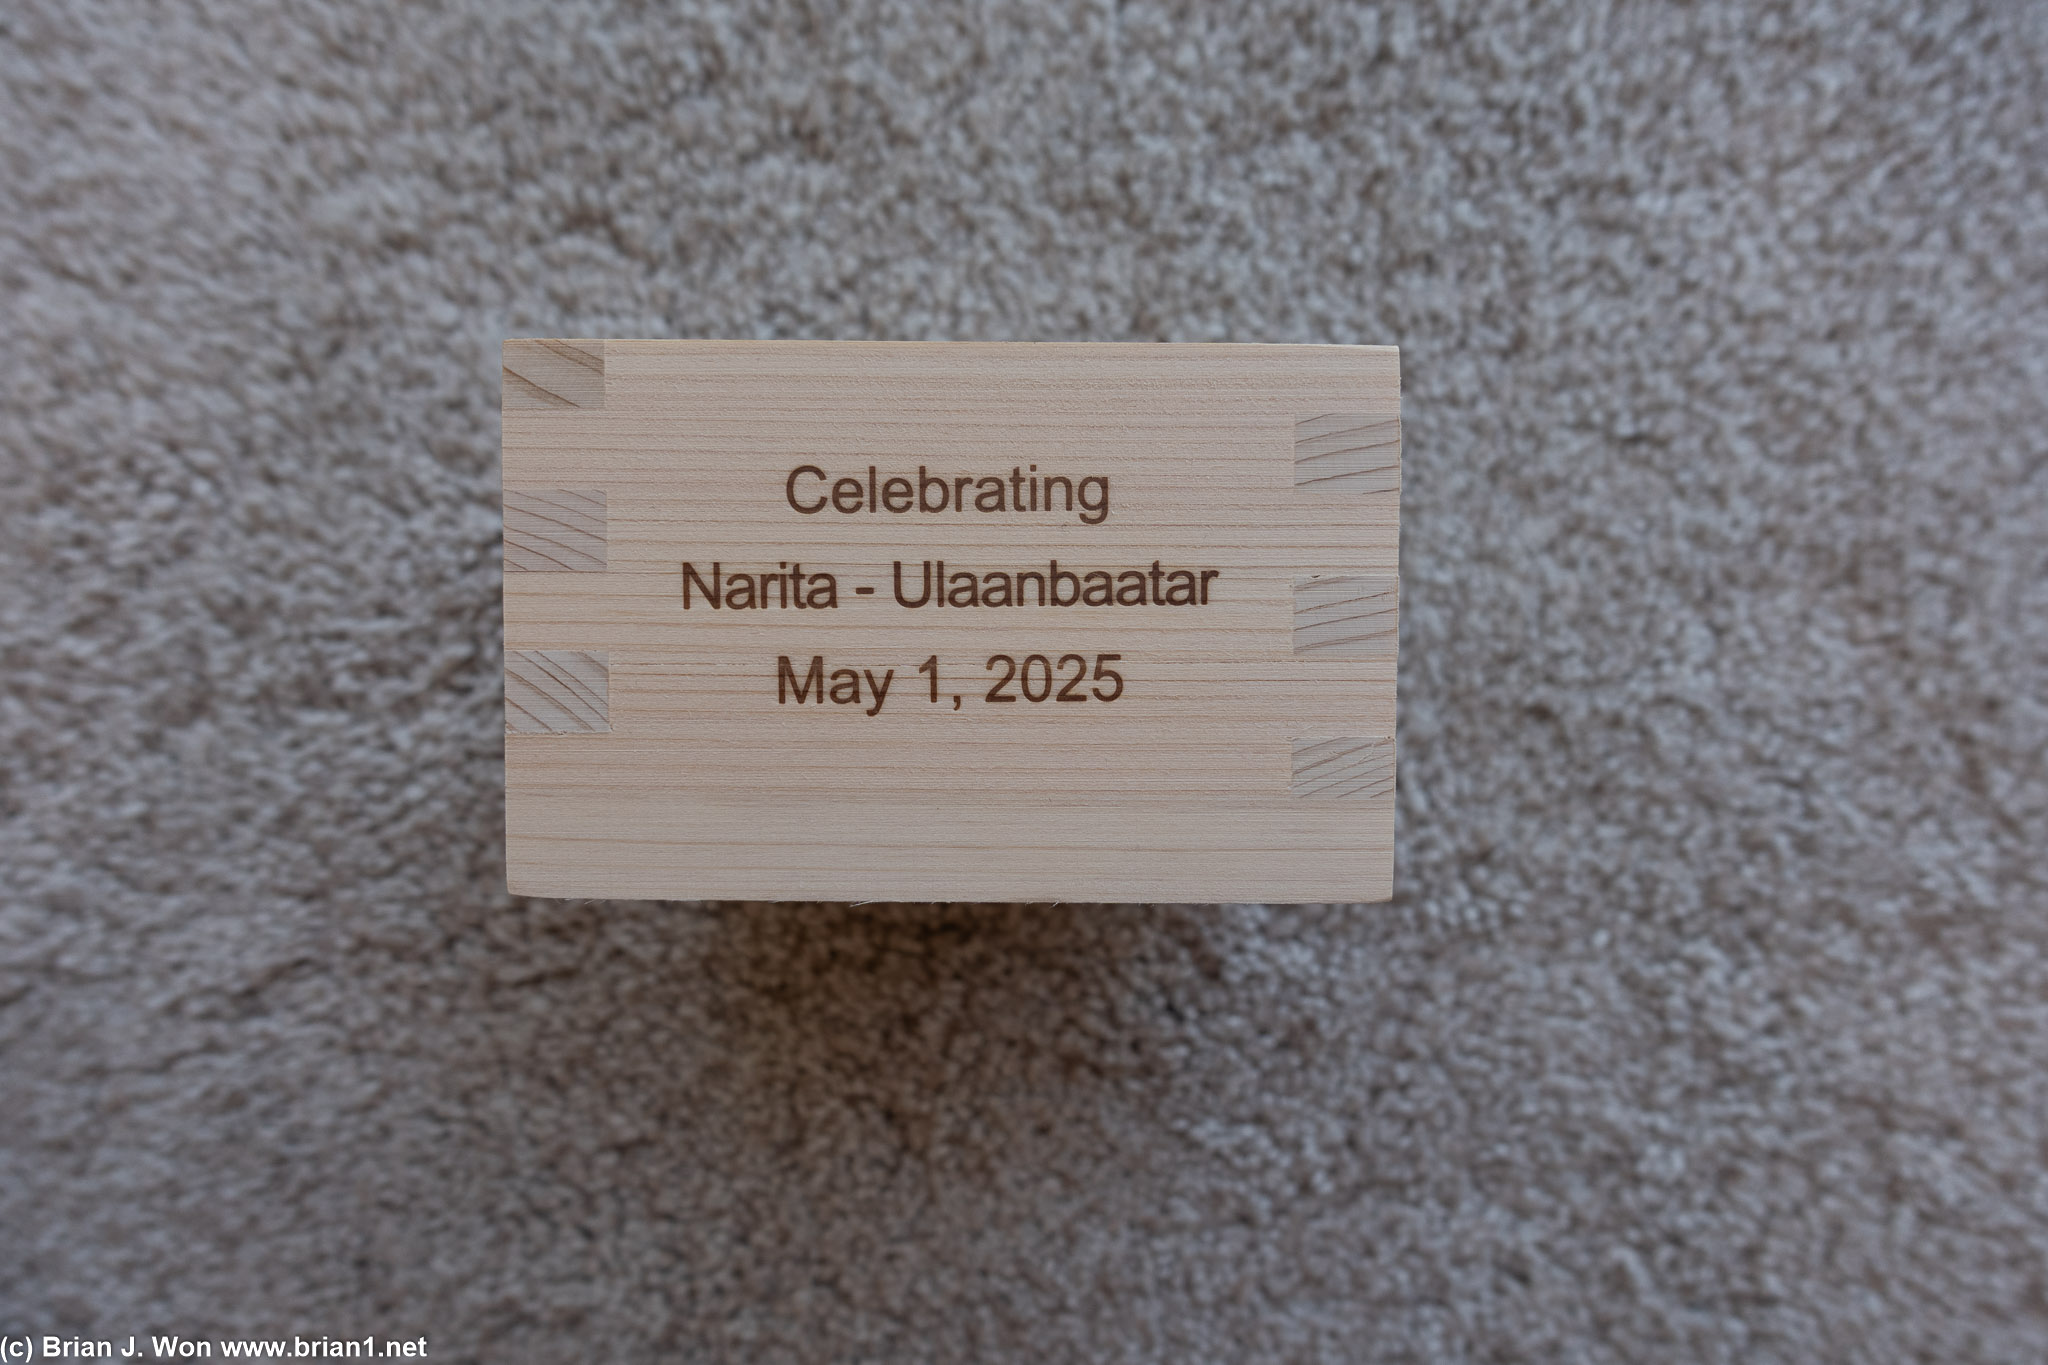 Celebrating
Narita - Ulaanbaatar
May 1, 2025
(c) Brian J. Won www.brian1.net